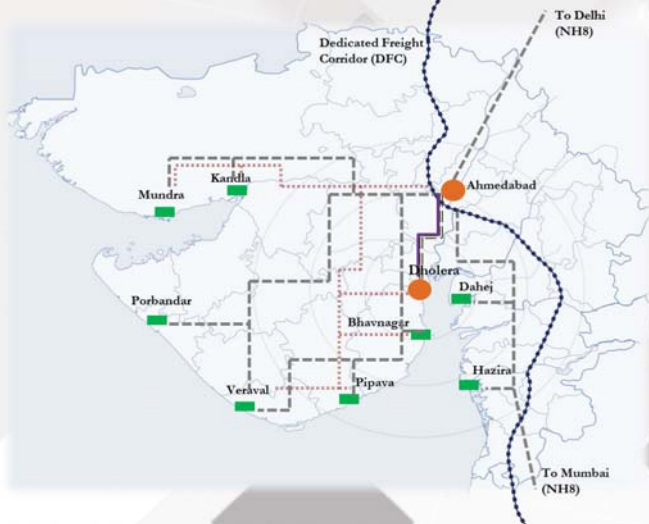 To Delhi
(NH8)
Dedicated Freight
Corridor (DFC)
Ahmedabad
Kandla
Mundra
Dholera
Dahej
Porbandar
Bhavnagar
Hazira
Pipava
Veraval
To Mumbai
(NH8)